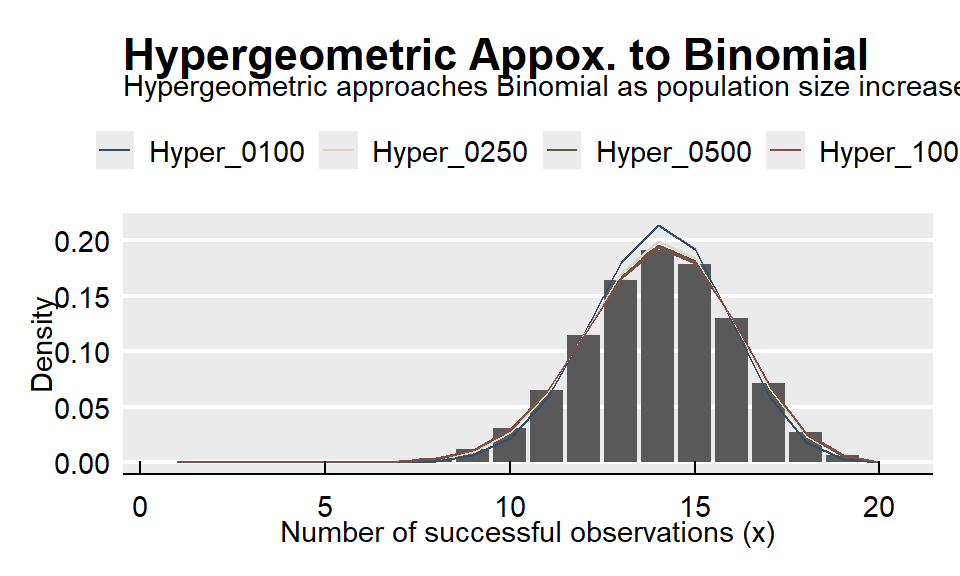 Hypergeometric Appox. to Binomial
Hypergeometric approaches Binomial as population size increase
Hyper_0100 Hyper_0250 Hyper_0500 Hyper_100
Density
0.20
0.15
0.10
0.05
0.00
0 5 10 15 20
Number of successful observations (x)